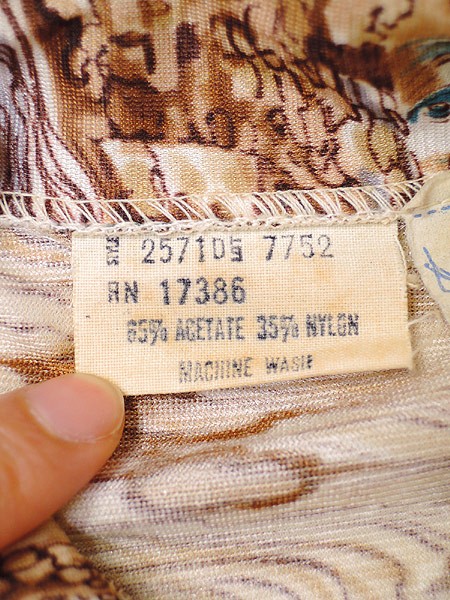 257105 7752
RN 17386
65% ACETATE 35% NYLON
MACHINE WASH